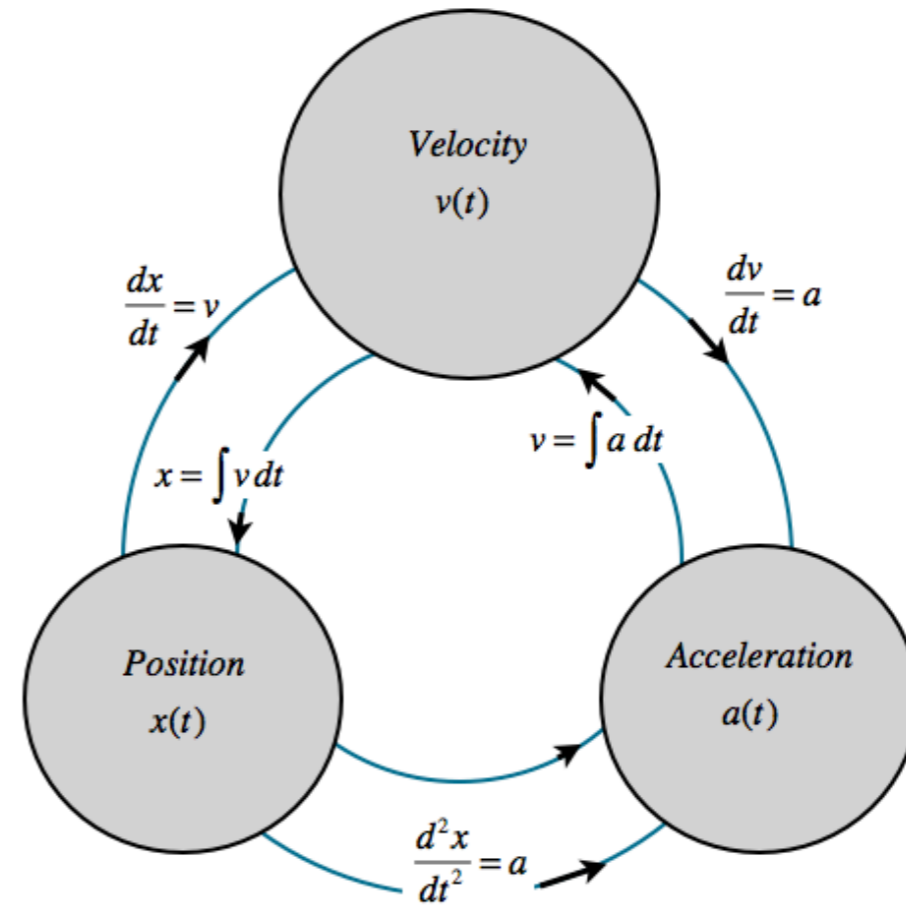 Velocity
v(t)
dx/dt = v
dv/dt = a
x = ∫ v dt
v = ∫ a dt
Position
x(t)
Acceleration
a(t)
d²x/dt² = a